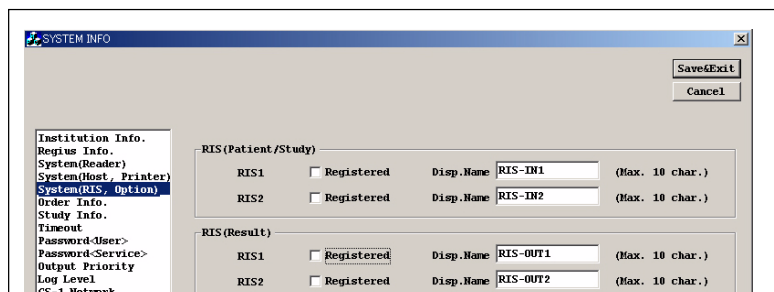 SYSTEM INFO
Save&Exit
Cancel
Institution Info.
Regius Info.
System(Reader)
System(Host, Printer)
System(RIS, Option)
Order Info.
Study Info.
Timeout
Password<User>
Password<Service>
Output Priority
Log Level
CS-1 Network
RIS(Patient/Study)
RIS1 Registered Disp.Name RIS-IN1 (Max. 10 char.)
RIS2 Registered Disp.Name RIS-IN2 (Max. 10 char.)
RIS(Result)
RIS1 Registered Disp.Name RIS-OUT1 (Max. 10 char.)
RIS2 Registered Disp.Name RIS-OUT2 (Max. 10 char.)